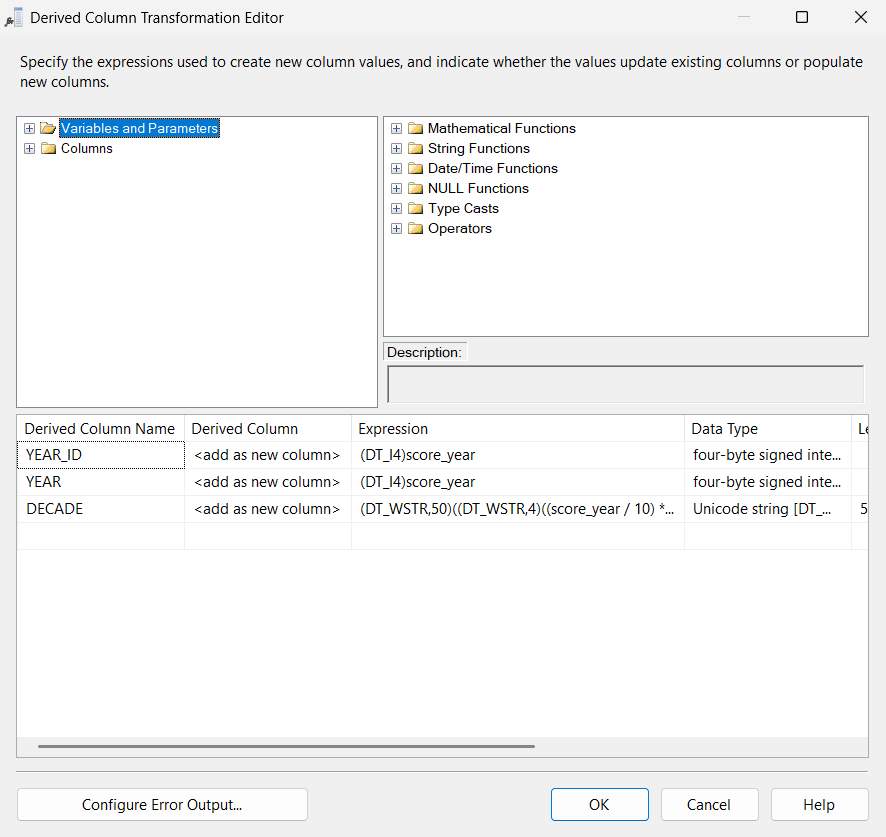 Derived Column Transformation Editor
Specify the expressions used to create new column values, and indicate whether the values update existing columns or populate
new columns.
Variables and Parameters
Columns
Mathematical Functions
String Functions
Date/Time Functions
NULL Functions
Type Casts
Operators
Description:
Derived Column Name Derived Column Expression Data Type Le
YEAR_ID <add as new column> (DT_I4)score_year four-byte signed inte...
YEAR <add as new column> (DT_I4)score_year four-byte signed inte...
DECADE <add as new column> (DT_WSTR,50)((DT_WSTR,4)((score_year / 10) *... Unicode string [DT_... 5
Configure Error Output... OK Cancel Help